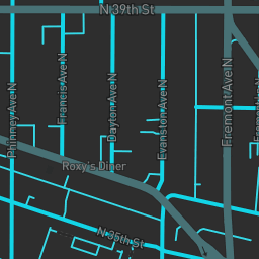 N 39th St
Phinney Ave N
Francis Ave N
Dayton Ave N
Evanston Ave N
Fremont Ave N
Roxy's Diner
N 35th St